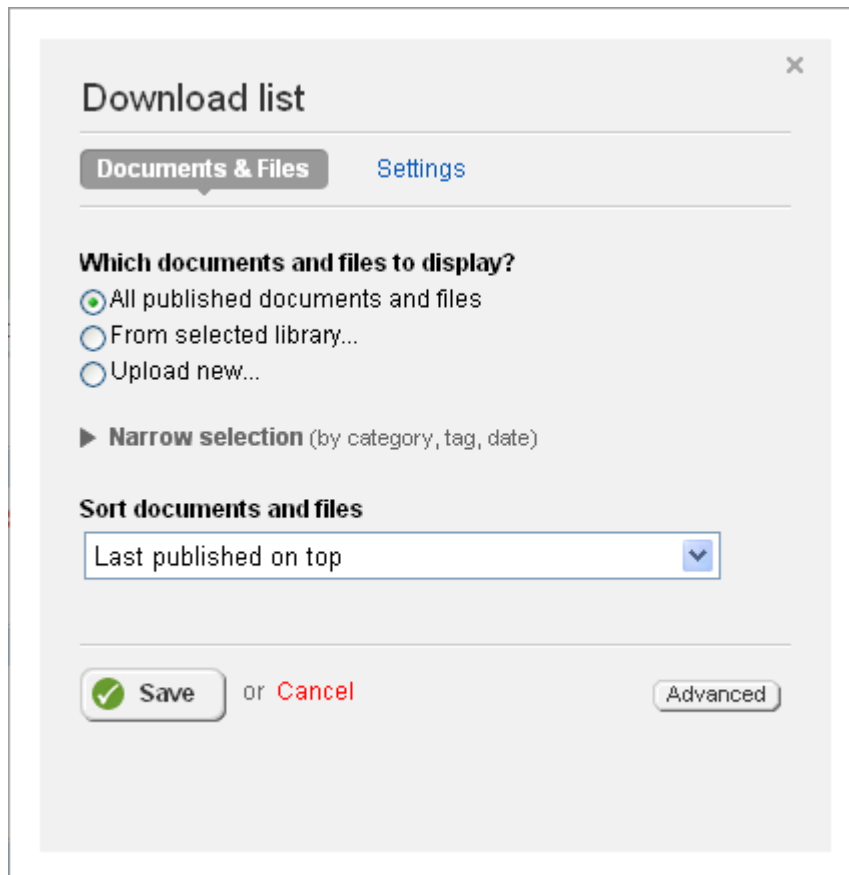 Download list
Documents & Files Settings
Which documents and files to display?
All published documents and files
From selected library...
Upload new...
Narrow selection (by category, tag, date)
Sort documents and files
Last published on top
Save or Cancel Advanced